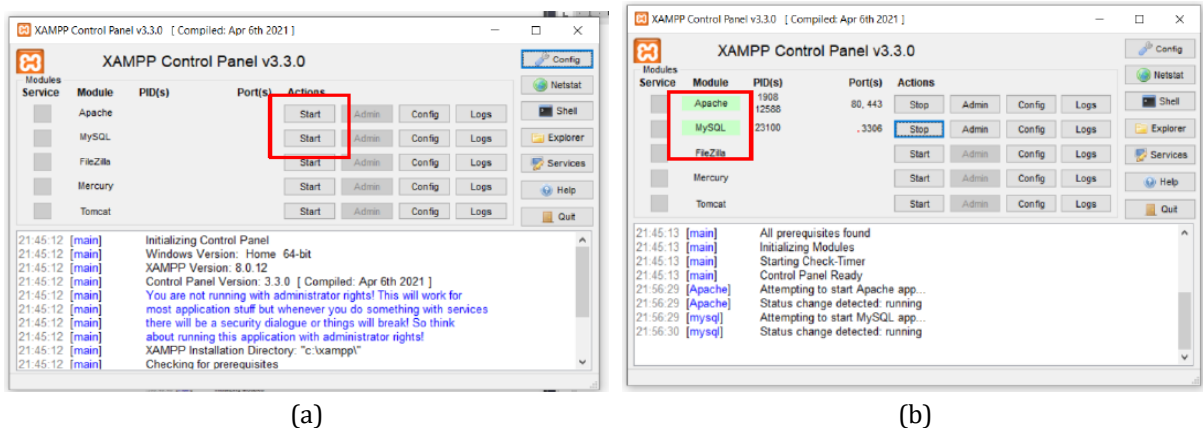 XAMPP Control Panel v3.3.0 [ Compiled: Apr 6th 2021 ]
XAMPP Control Panel v3.3.0
Config
Modules
Service Module PID(s) Port(s) Actions
Netstat
Apache Start Admin Config Logs
Shell
MySQL Start Admin Config Logs
Explorer
FileZilla Start Admin Config Logs
Services
Mercury Start Admin Config Logs
Help
Tomcat Start Admin Config Logs
Quit
21:45:12 [main] Initializing Control Panel
21:45:12 [main] Windows Version: Home 64-bit
21:45:12 [main] XAMPP Version: 8.0.12
21:45:12 [main] Control Panel Version: 3.3.0 [ Compiled: Apr 6th 2021 ]
21:45:12 [main] You are not running with administrator rights! This will work for
21:45:12 [main] most application stuff but whenever you do something with services
21:45:12 [main] there will be a security dialogue or things will break! So think
21:45:12 [main] about running this application with administrator rights!
21:45:12 [main] XAMPP Installation Directory: "c:\xampp\"
21:45:12 [main] Checking for prerequisites
(a)
XAMPP Control Panel v3.3.0 [ Compiled: Apr 6th 2021 ]
XAMPP Control Panel v3.3.0
Config
Modules
Service Module PID(s) Port(s) Actions
Netstat
Apache 1908 12588 80, 443 Stop Admin Config Logs
Shell
MySQL 23100 , 3306 Stop Admin Config Logs
Explorer
FileZilla Start Admin Config Logs
Services
Mercury Start Admin Config Logs
Help
Tomcat Start Admin Config Logs
Quit
21:45:13 [main] All prerequisites found
21:45:13 [main] Initializing Modules
21:45:13 [main] Starting Check-Timer
21:45:13 [main] Control Panel Ready
21:56:29 [Apache] Attempting to start Apache app...
21:56:29 [Apache] Status change detected: running
21:56:29 [mysql] Attempting to start MySQL app...
21:56:30 [mysql] Status change detected: running
(b)